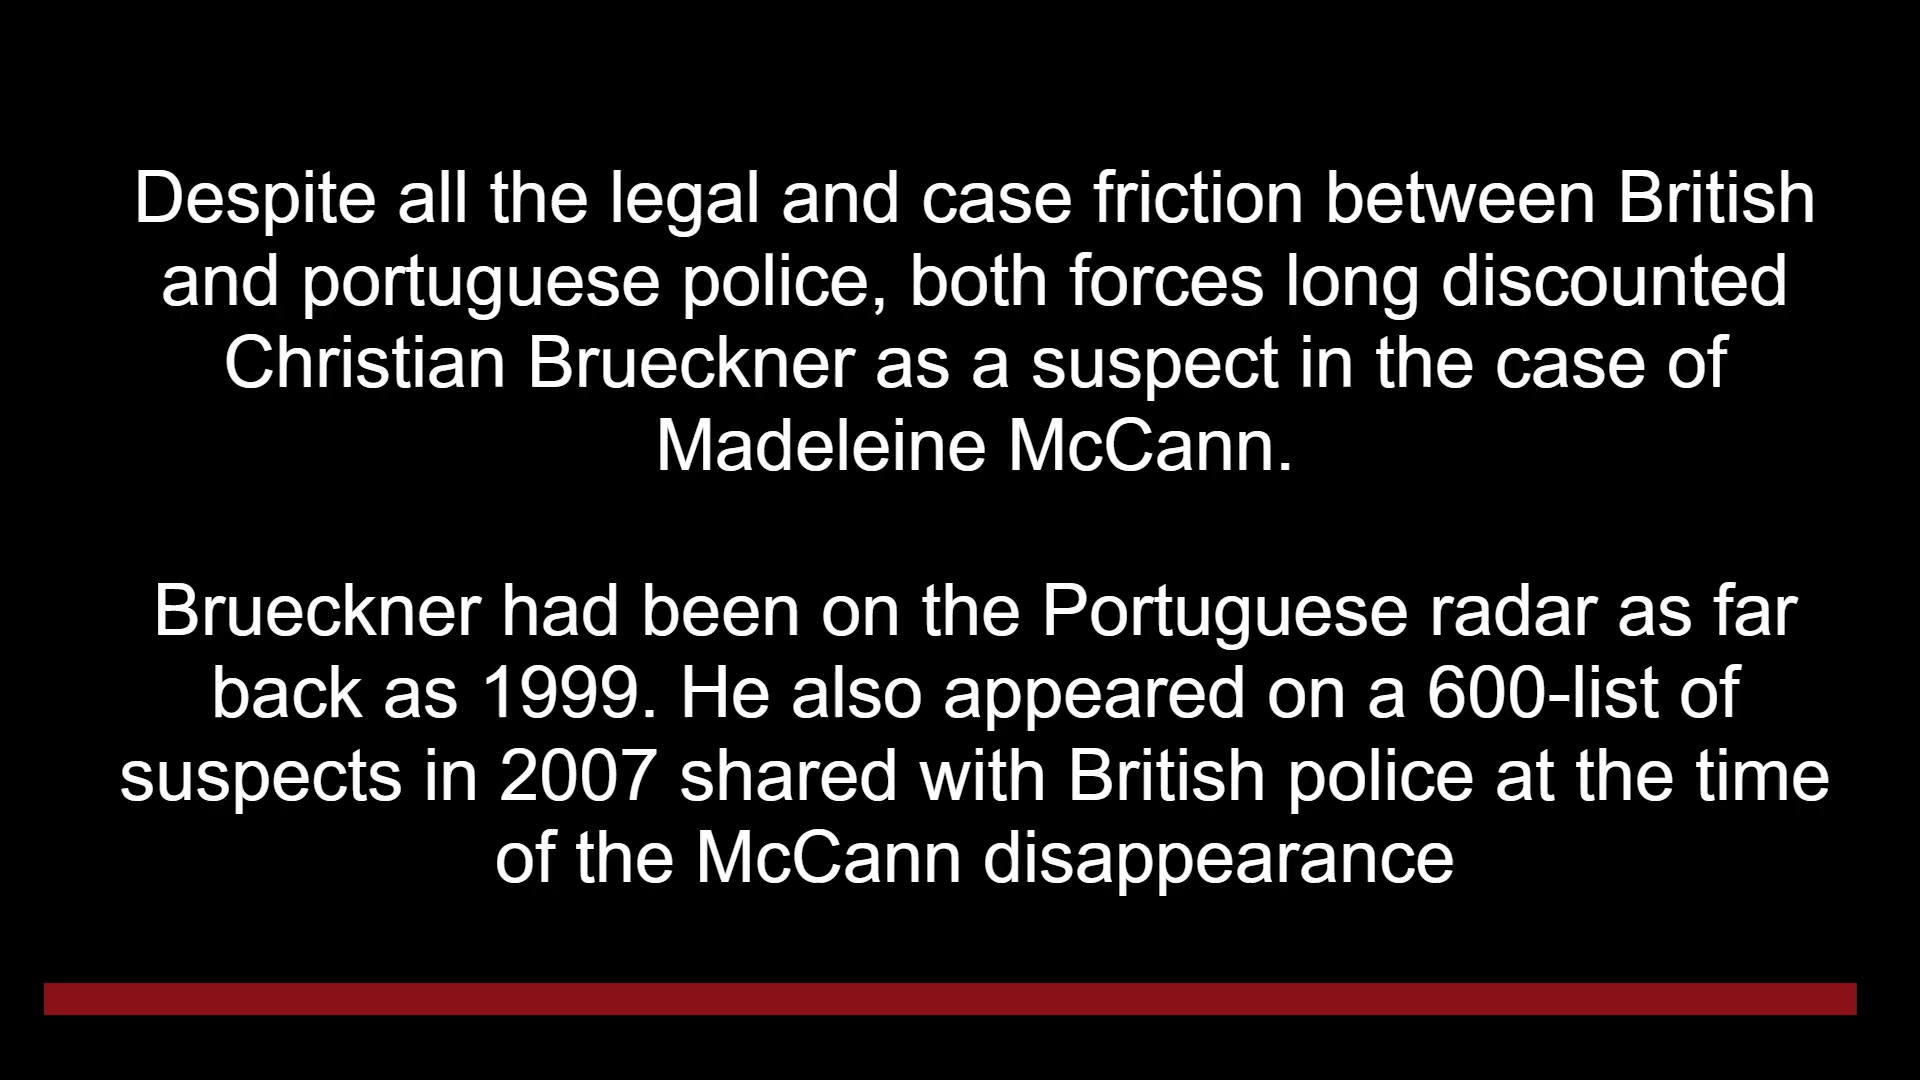 Despite all the legal and case friction between British
and portuguese police, both forces long discounted
Christian Brueckner as a suspect in the case of
Madeleine McCann.
Brueckner had been on the Portuguese radar as far
back as 1999. He also appeared on a 600-list of
suspects in 2007 shared with British police at the time
of the McCann disappearance